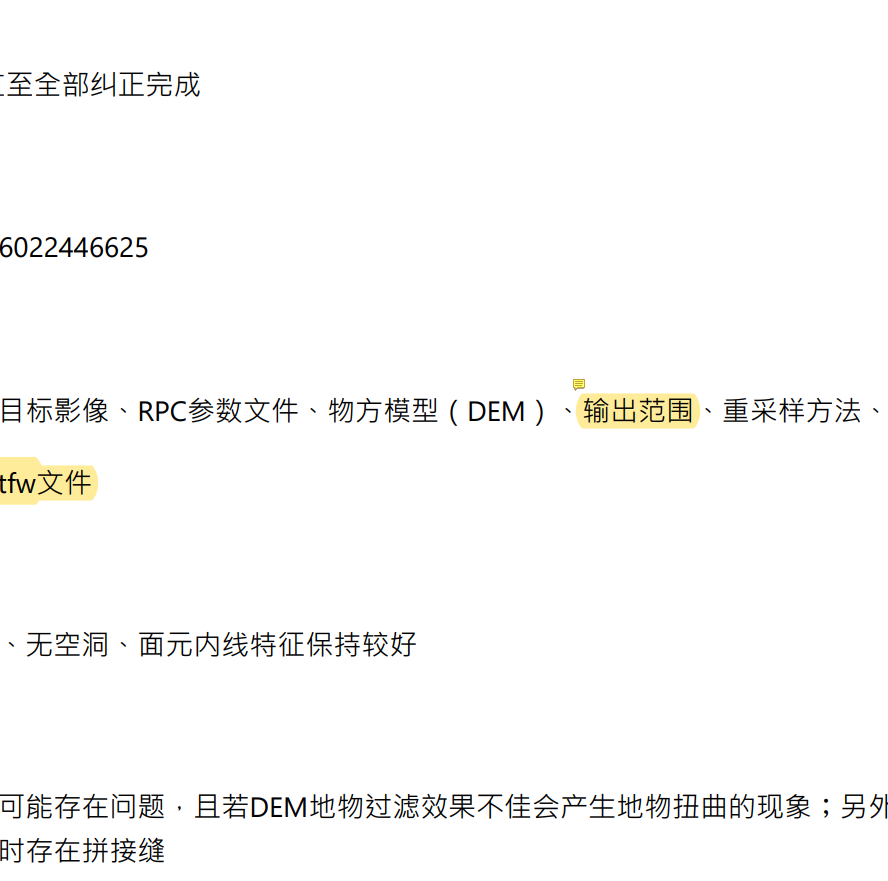 至全部纠正完成
6022446625
目标影像、RPC参数文件、物方模型（DEM）、输出范围、重采样方法、
tfw文件
、无空洞、面元内线特征保持较好
可能存在问题，且若DEM地物过滤效果不佳会产生地物扭曲的现象；另外
时存在拼接缝